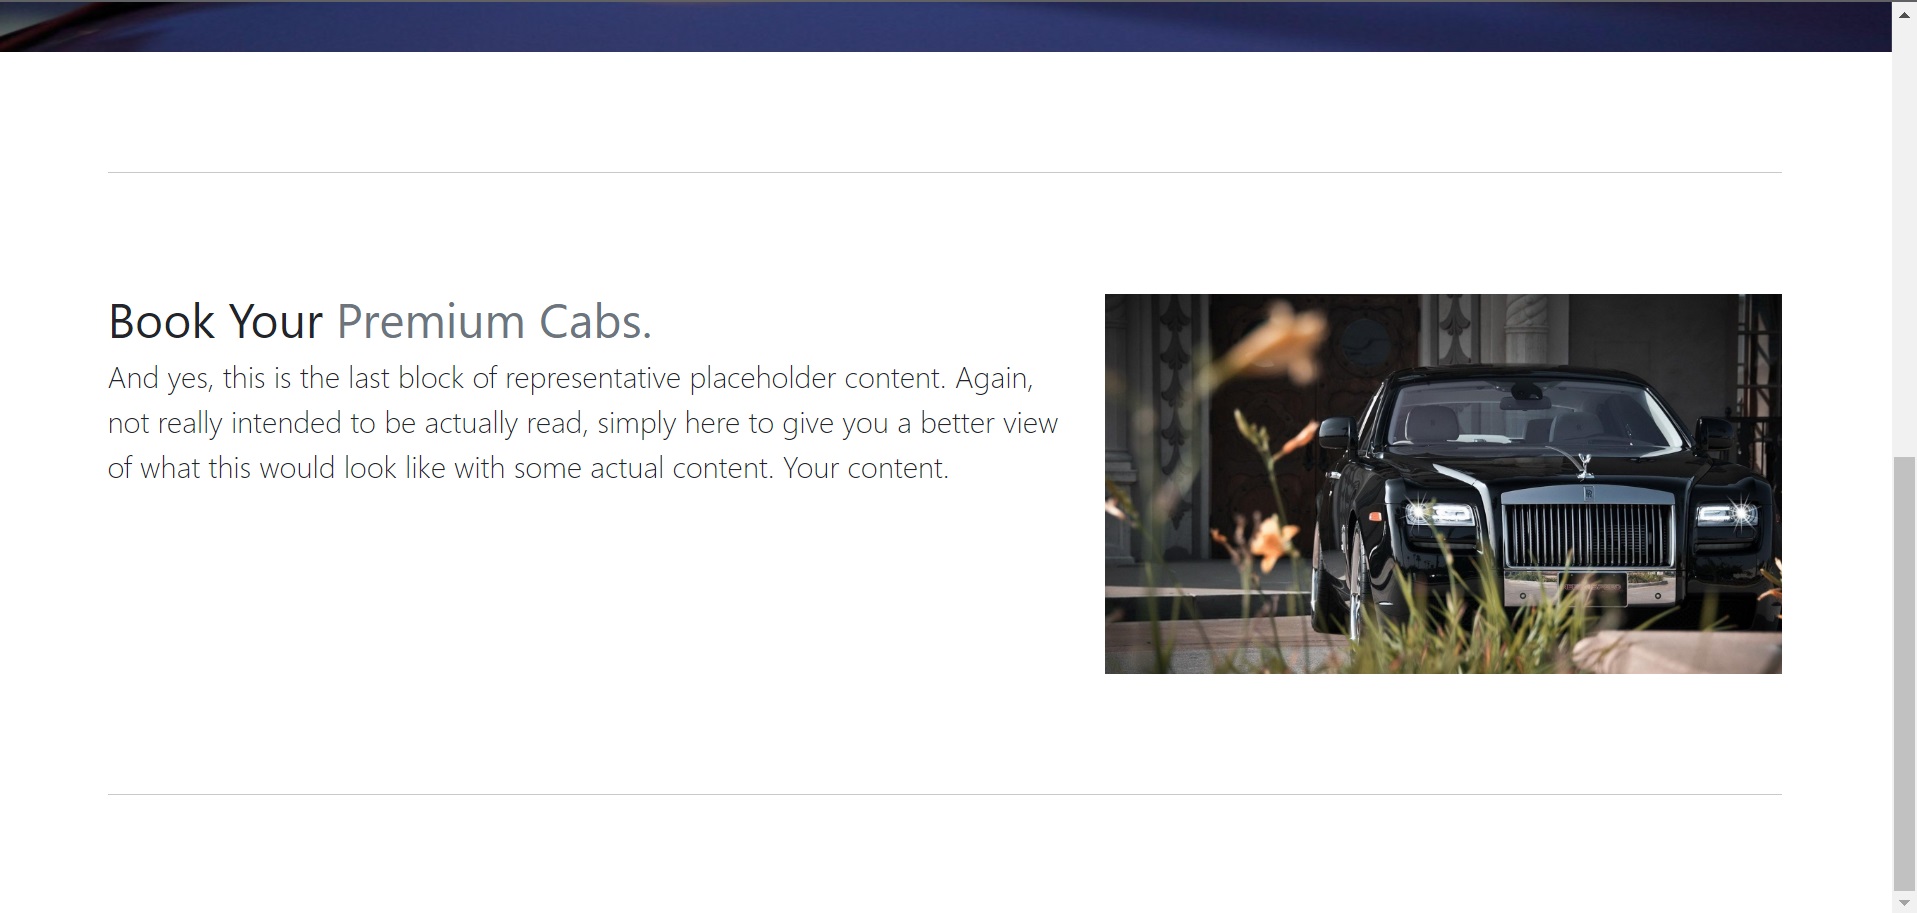 Book Your Premium Cabs.
And yes, this is the last block of representative placeholder content. Again,
not really intended to be actually read, simply here to give you a better view
of what this would look like with some actual content. Your content.